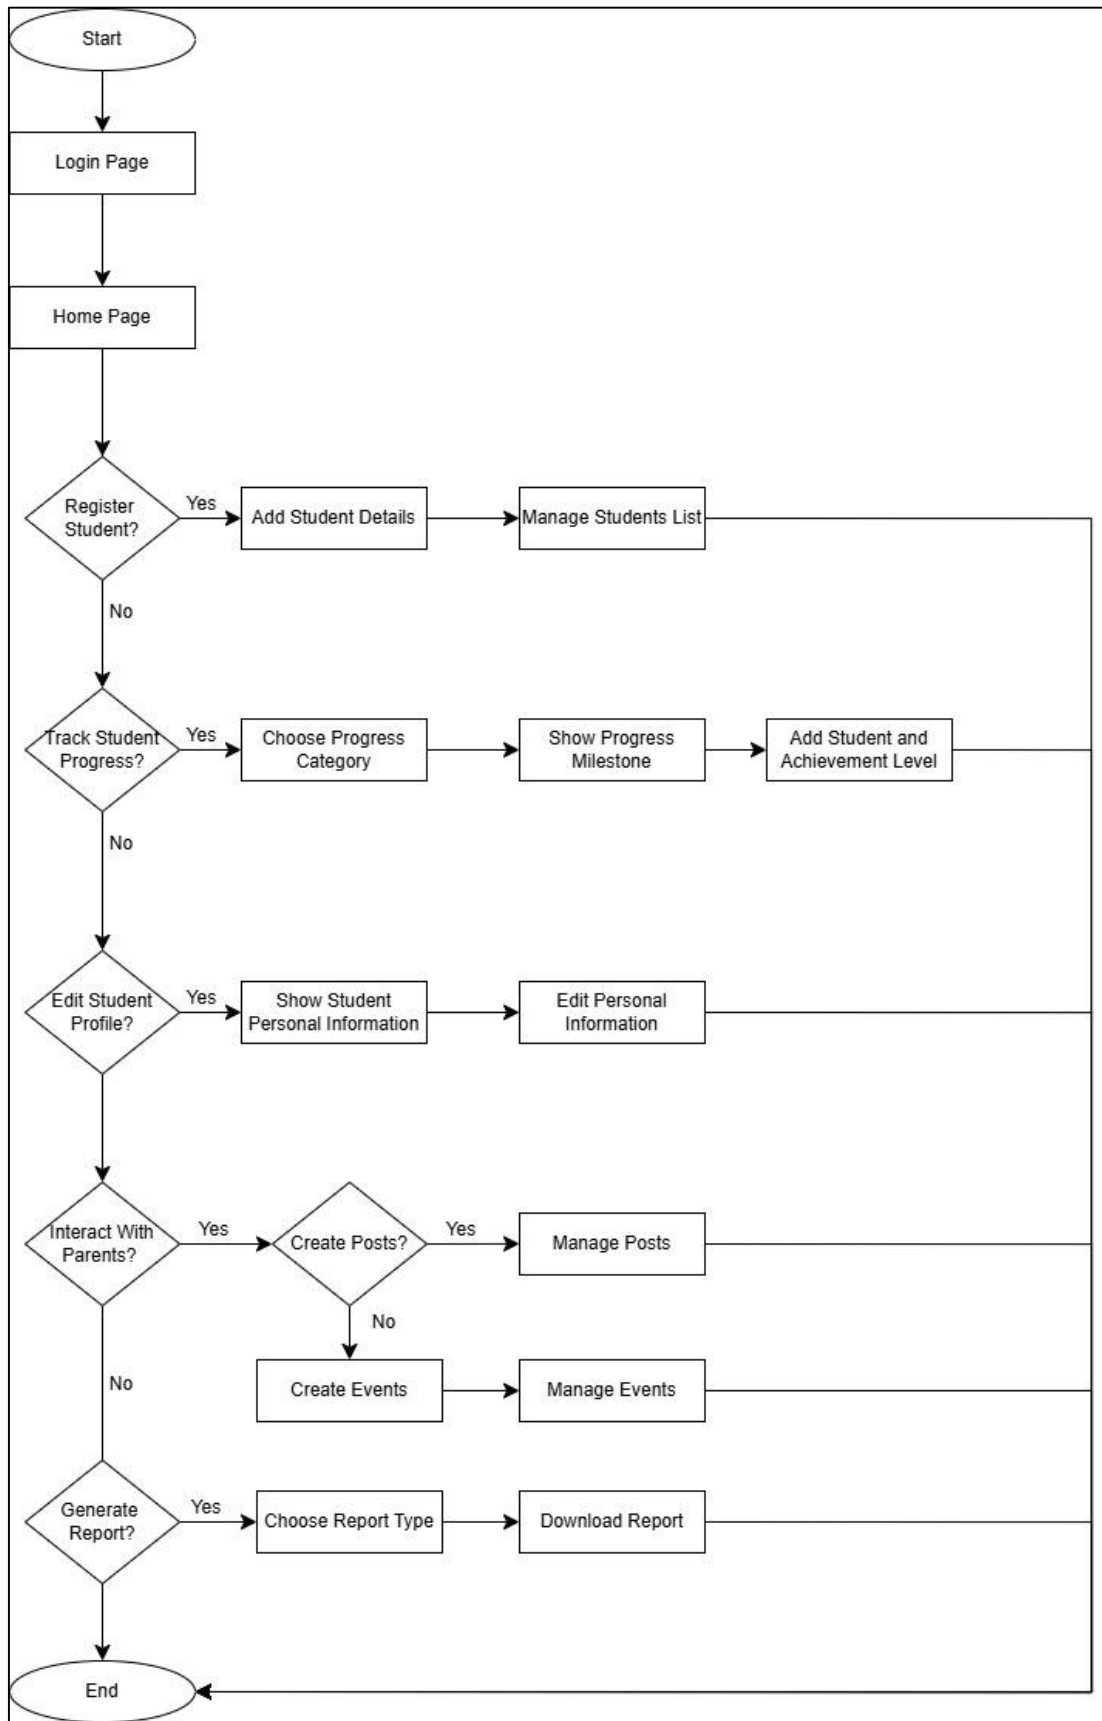 Start
Login Page
Home Page
Register
Student?
Yes
Add Student Details
Manage Students List
No
Track Student
Progress?
Yes
Choose Progress
Category
Show Progress
Milestone
Add Student and
Achievement Level
No
Edit Student
Profile?
Yes
Show Student
Personal Information
Edit Personal
Information
Interact With
Parents?
Yes
Create Posts?
Yes
Manage Posts
No
Create Events
Manage Events
No
Generate
Report?
Yes
Choose Report Type
Download Report
End